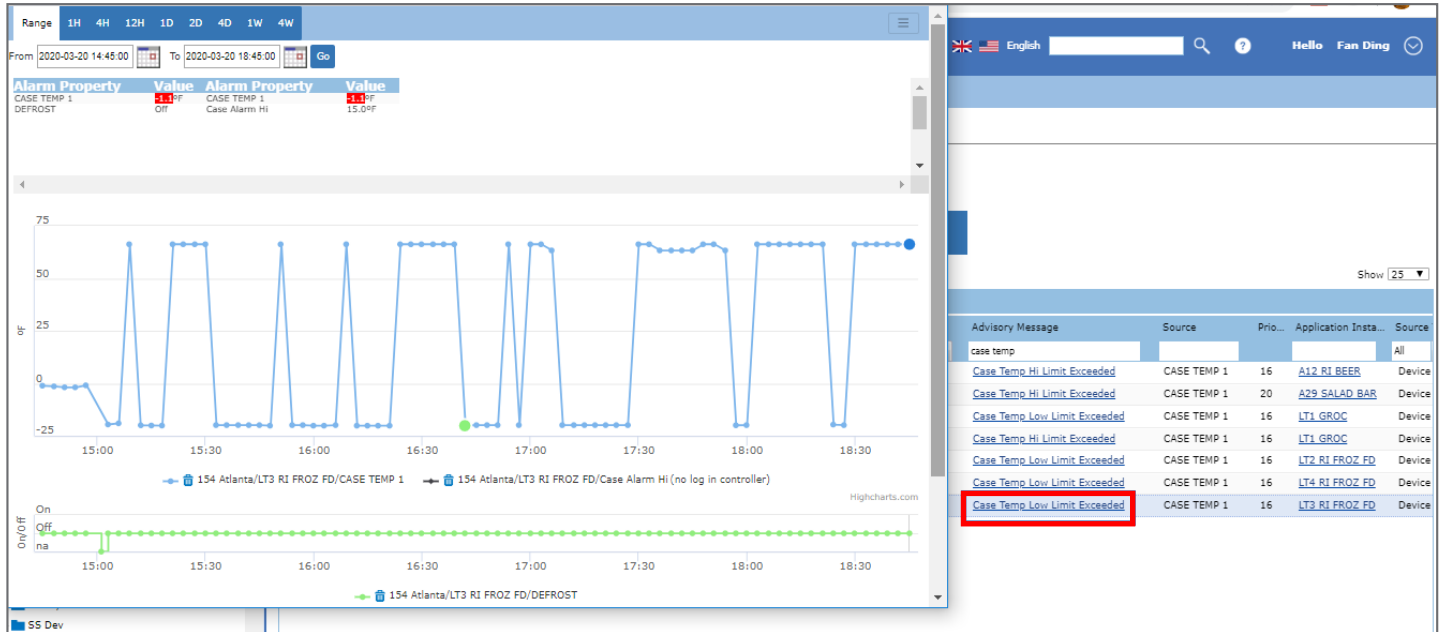 Range 1H 4H 12H 1D 2D 4D 1W 4W
From 2020-03-20 14:45:00 To 2020-03-20 18:45:00 Go
Alarm Property Value Alarm Property Value
CASE TEMP 1 -1.1ºF CASE TEMP 1 -1.1ºF
DEFROST Off Case Alarm Hi 15.0ºF
75
50
25
0
-25
ºF
15:00 15:30 16:00 16:30 17:00 17:30 18:00 18:30
154 Atlanta/LT3 RI FROZ FD/CASE TEMP 1 154 Atlanta/LT3 RI FROZ FD/Case Alarm Hi (no log in controller)
Highcharts.com
On
Off
na
On/Off
15:00 15:30 16:00 16:30 17:00 17:30 18:00 18:30
154 Atlanta/LT3 RI FROZ FD/DEFROST
SS Dev
English ? Hello Fan Ding
Show 25
Advisory Message Source Prio... Application Insta... Source
case temp All
Case Temp Hi Limit Exceeded CASE TEMP 1 16 A12 RI BEER Device
Case Temp Hi Limit Exceeded CASE TEMP 1 20 A29 SALAD BAR Device
Case Temp Low Limit Exceeded CASE TEMP 1 16 LT1 GROC Device
Case Temp Hi Limit Exceeded CASE TEMP 1 16 LT1 GROC Device
Case Temp Low Limit Exceeded CASE TEMP 1 16 LT2 RI FROZ FD Device
Case Temp Low Limit Exceeded CASE TEMP 1 16 LT4 RI FROZ FD Device
Case Temp Low Limit Exceeded CASE TEMP 1 16 LT3 RI FROZ FD Device